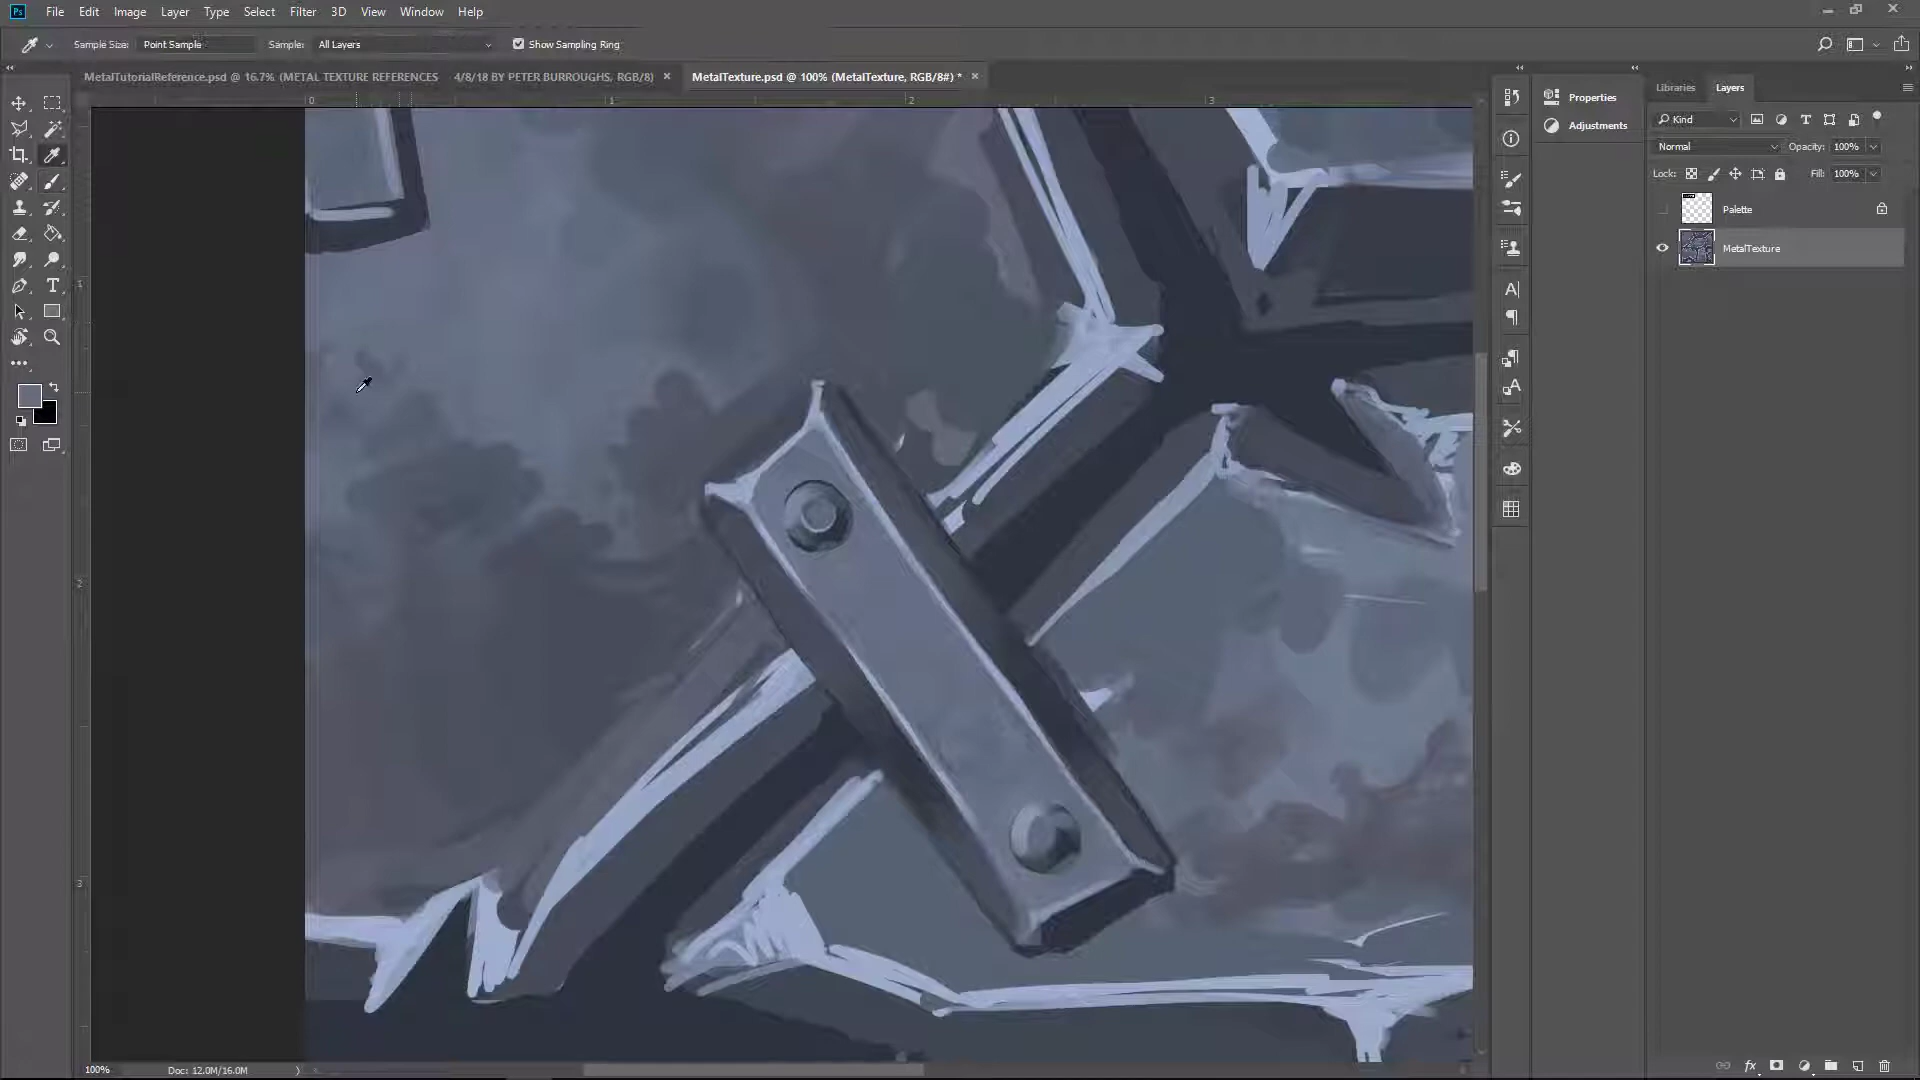 Ps File Edit Image Layer Type Select Filter 3D View Window Help
Sample Size: Point Sample Sample: All Layers Show Sampling Ring
MetalTutorialReference.psd @ 16.7% (METAL TEXTURE REFERENCES 4/8/18 BY PETER BURROUGHS, RGB/8) × MetalTexture.psd @ 100% (MetalTexture, RGB/8#) * ×
Libraries Layers
Properties
Adjustments
Kind
Normal Opacity: 100%
Lock: Fill: 100%
Palette
MetalTexture
0 1 2 3
1
2
3
100% Doc: 12.0M/16.0M